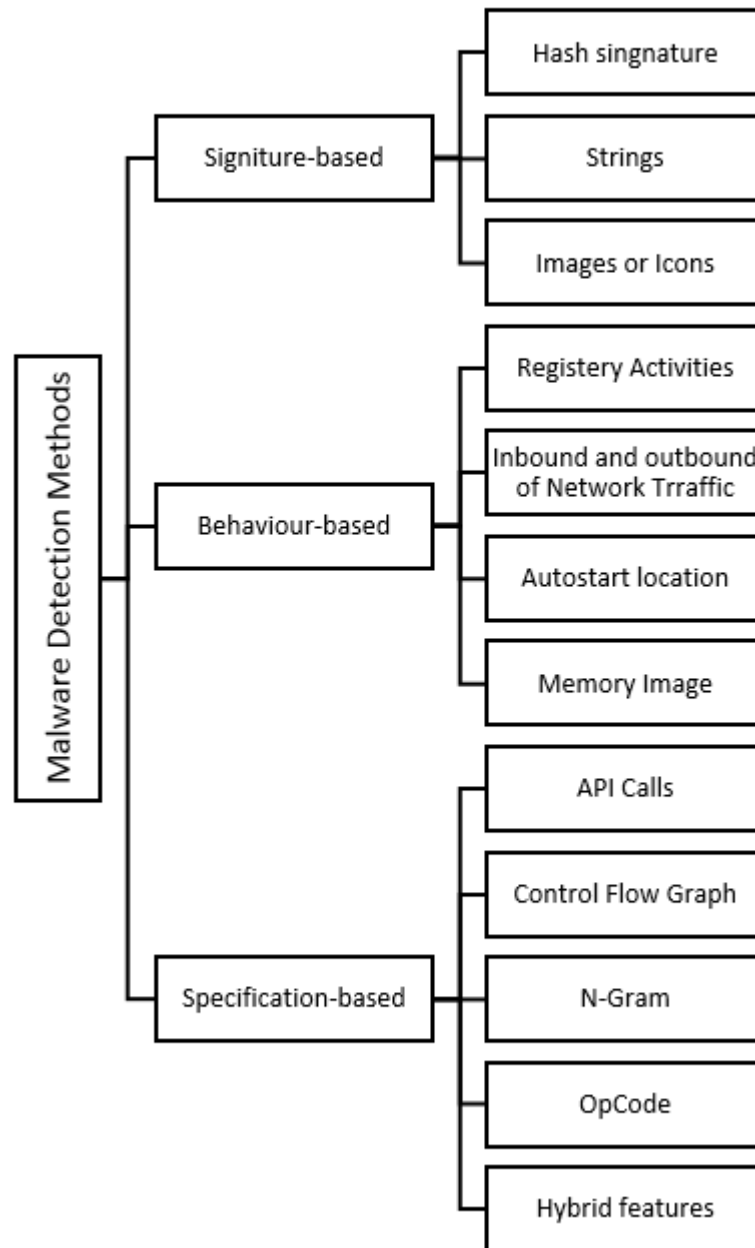 Malware Detection Methods
Signiture-based
Hash singnature
Strings
Images or Icons
Behaviour-based
Registery Activities
Inbound and outbound
of Network Trraffic
Autostart location
Memory Image
Specification-based
API Calls
Control Flow Graph
N-Gram
OpCode
Hybrid features